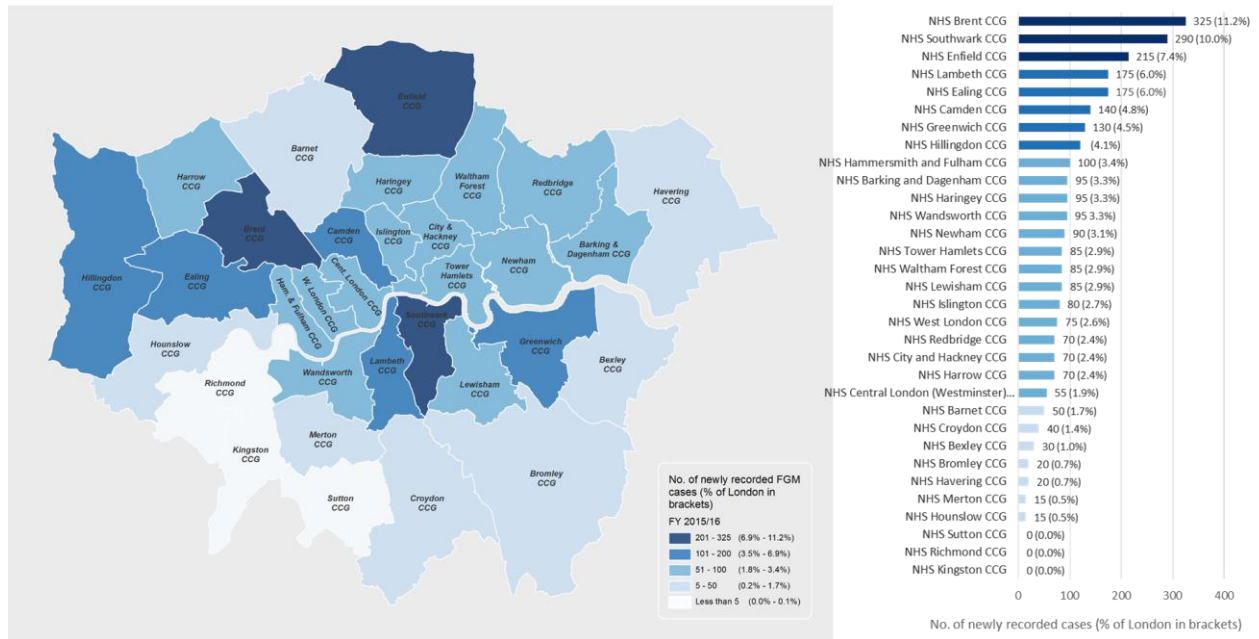 Enfield
CCG
Barnet
CCG
Harrow
CCG
Haringey
CCG
Waltham
Forest
CCG
Redbridge
CCG
Havering
CCG
Brent
CCG
Camden
CCG
Islington
CCG
City &
Hackney
CCG
Barking &
Dagenham CCG
Newham
CCG
Tower
Hamlets
CCG
Hillingdon
CCG
Ealing
CCG
Ham. & Fulham CCG
W. London CCG
Cent. London CCG
Southwark
CCG
Greenwich
CCG
Bexley
CCG
Hounslow
CCG
Richmond
CCG
Wandsworth
CCG
Lambeth
CCG
Lewisham
CCG
Merton
CCG
Kingston
CCG
Sutton
CCG
Croydon
CCG
Bromley
CCG
No. of newly recorded FGM
cases (% of London in
brackets)
FY 2015/16
201 - 325 (6.9% - 11.2%)
101 - 200 (3.5% - 6.9%)
51 - 100 (1.8% - 3.4%)
5 - 50 (0.2% - 1.7%)
Less than 5 (0.0% - 0.1%)
NHS Brent CCG 325 (11.2%)
NHS Southwark CCG 290 (10.0%)
NHS Enfield CCG 215 (7.4%)
NHS Lambeth CCG 175 (6.0%)
NHS Ealing CCG 175 (6.0%)
NHS Camden CCG 140 (4.8%)
NHS Greenwich CCG 130 (4.5%)
NHS Hillingdon CCG (4.1%)
NHS Hammersmith and Fulham CCG 100 (3.4%)
NHS Barking and Dagenham CCG 95 (3.3%)
NHS Haringey CCG 95 (3.3%)
NHS Wandsworth CCG 95 3.3%)
NHS Newham CCG 90 (3.1%)
NHS Tower Hamlets CCG 85 (2.9%)
NHS Waltham Forest CCG 85 (2.9%)
NHS Lewisham CCG 85 (2.9%)
NHS Islington CCG 80 (2.7%)
NHS West London CCG 75 (2.6%)
NHS Redbridge CCG 70 (2.4%)
NHS City and Hackney CCG 70 (2.4%)
NHS Harrow CCG 70 (2.4%)
NHS Central London (Westminster)... 55 (1.9%)
NHS Barnet CCG 50 (1.7%)
NHS Croydon CCG 40 (1.4%)
NHS Bexley CCG 30 (1.0%)
NHS Bromley CCG 20 (0.7%)
NHS Havering CCG 20 (0.7%)
NHS Merton CCG 15 (0.5%)
NHS Hounslow CCG 15 (0.5%)
NHS Sutton CCG 0 (0.0%)
NHS Richmond CCG 0 (0.0%)
NHS Kingston CCG 0 (0.0%)
0 100 200 300 400
No. of newly recorded cases (% of London in brackets)